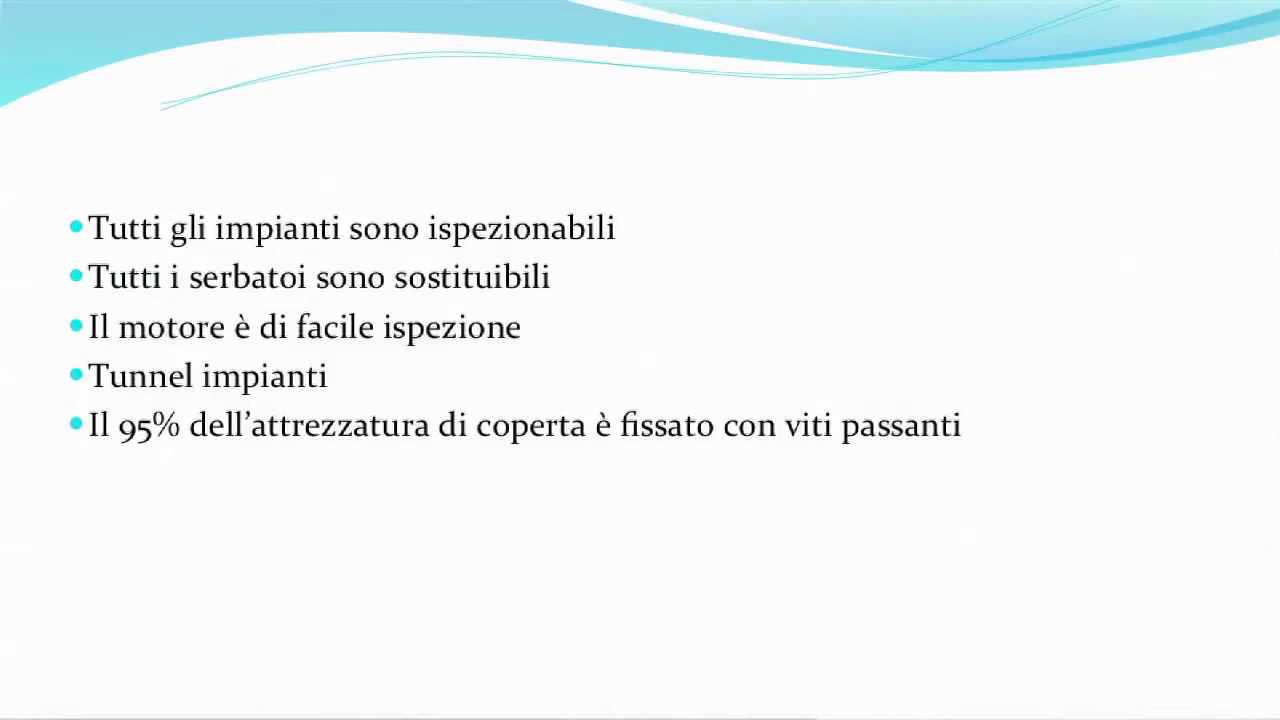 •Tutti gli impianti sono ispezionabili
•Tutti i serbatoi sono sostituibili
•Il motore è di facile ispezione
•Tunnel impianti
•Il 95% dell’attrezzatura di coperta è fissato con viti passanti